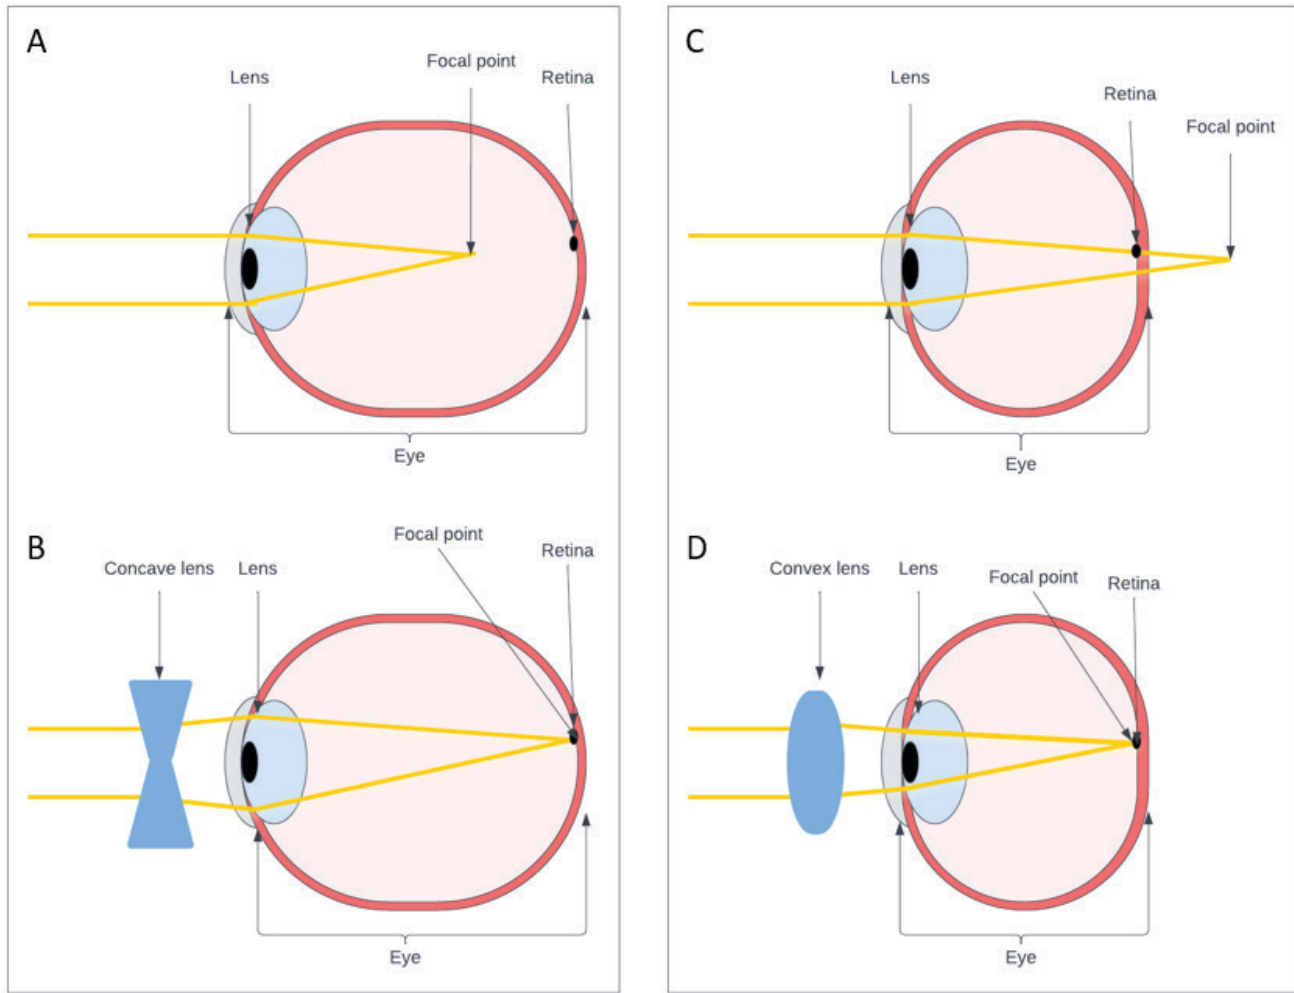 A
Lens
Focal point
Retina
Eye
B
Concave lens
Lens
Focal point
Retina
Eye
C
Lens
Retina
Focal point
Eye
D
Convex lens
Lens
Focal point
Retina
Eye